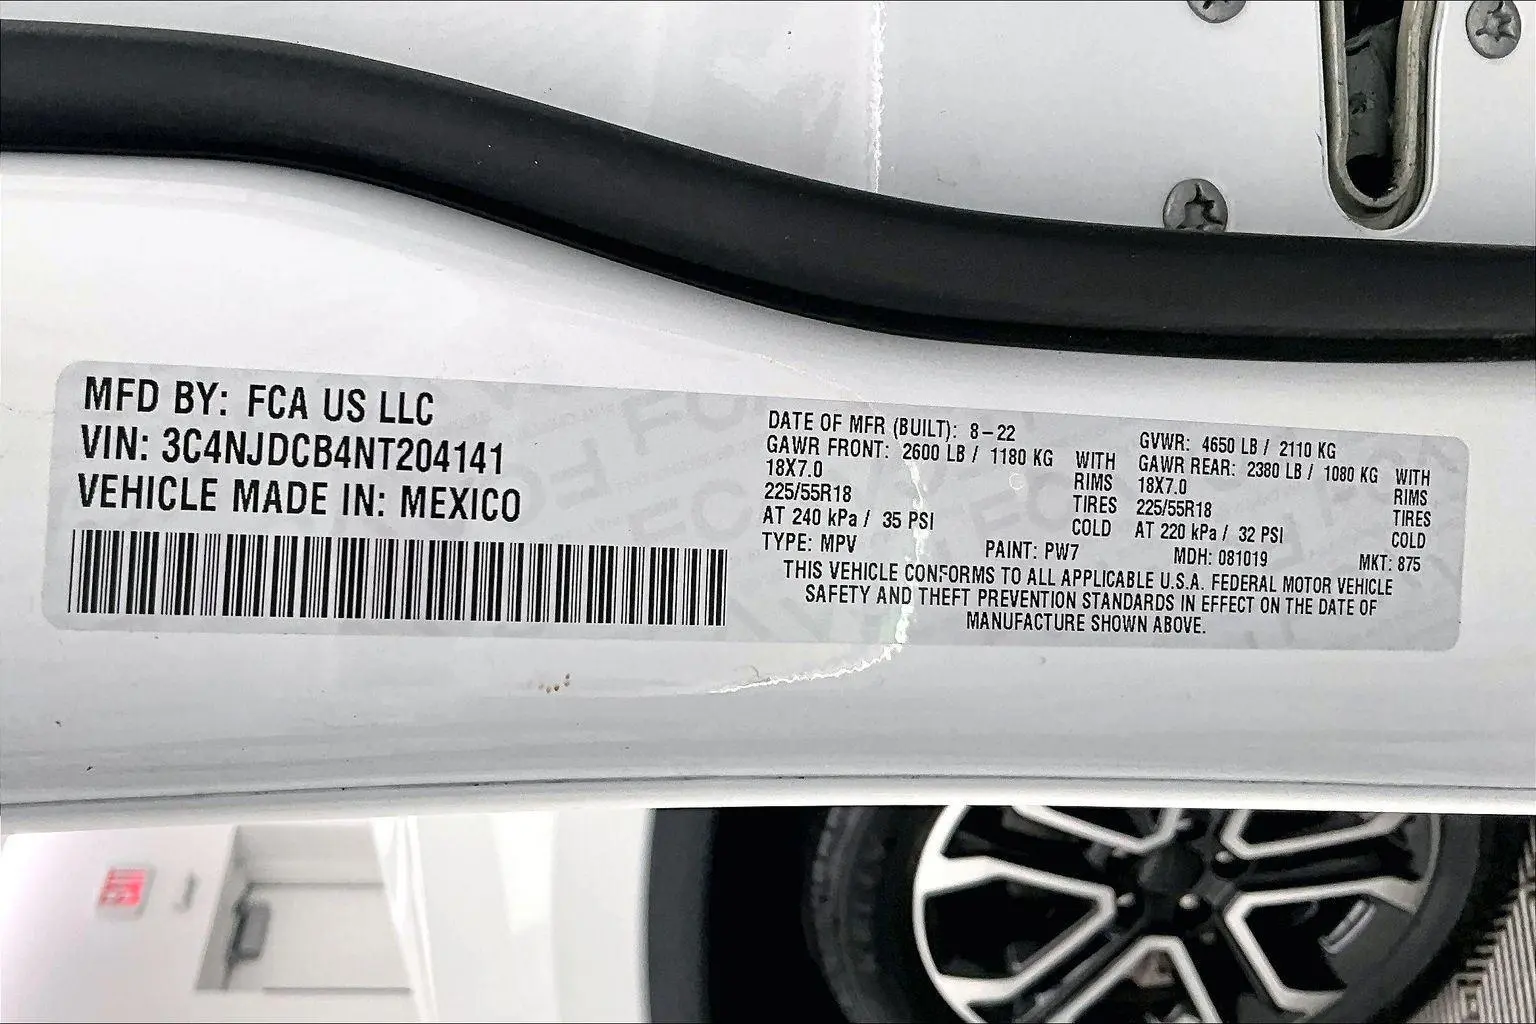 MFD BY: FCA US LLC
VIN: 3C4NJDCB4NT204141
VEHICLE MADE IN: MEXICO
DATE OF MFR (BUILT): 8-22
GAWR FRONT: 2600 LB / 1180 KG WITH
18X7.0 RIMS
225/55R18 TIRES
AT 240 kPa / 35 PSI COLD
GVWR: 4650 LB / 2110 KG
GAWR REAR: 2380 LB / 1080 KG WITH
18X7.0 RIMS
225/55R18 TIRES
AT 220 kPa / 32 PSI COLD
TYPE: MPV PAINT: PW7 MDH: 081019 MKT: 875
THIS VEHICLE CONFORMS TO ALL APPLICABLE U.S.A. FEDERAL MOTOR VEHICLE
SAFETY AND THEFT PREVENTION STANDARDS IN EFFECT ON THE DATE OF
MANUFACTURE SHOWN ABOVE.